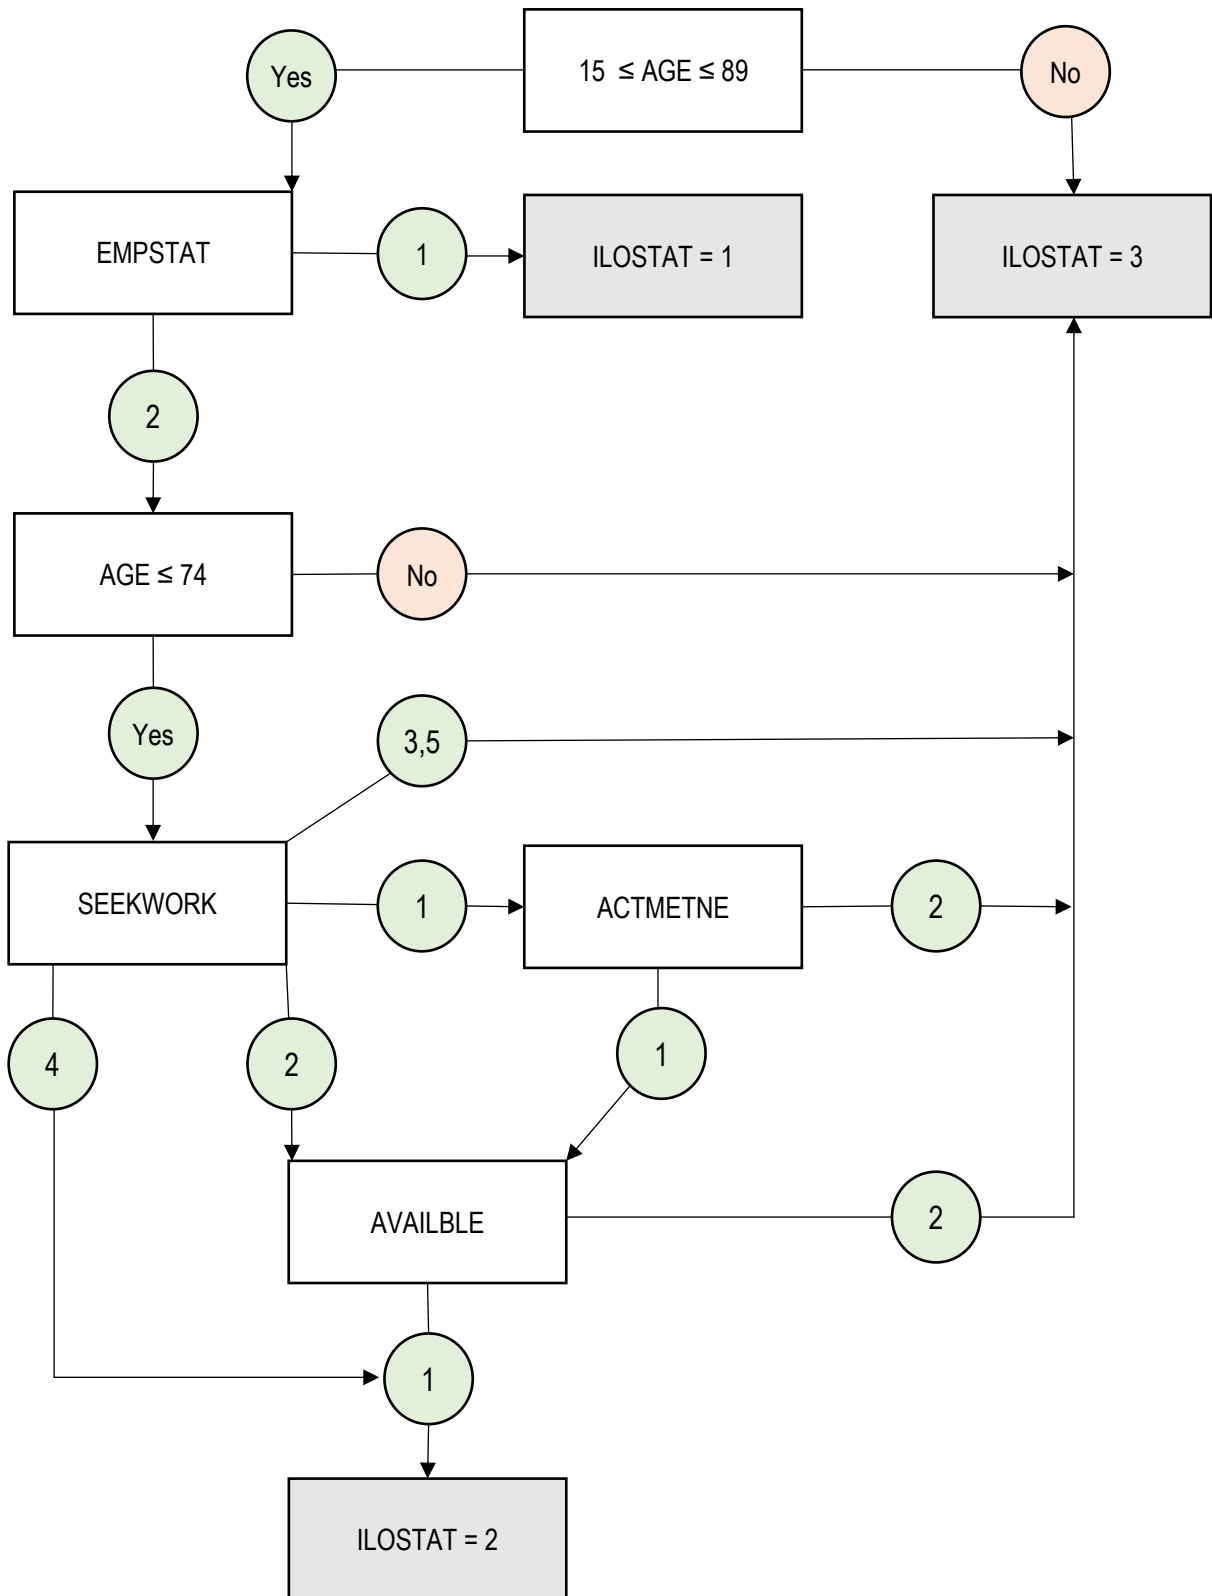 15 ≤ AGE ≤ 89
Yes
No
EMPSTAT
1
ILOSTAT = 1
ILOSTAT = 3
2
AGE ≤ 74
No
Yes
3,5
SEEKWORK
1
ACTMETNE
2
4
2
1
AVAILBLE
2
1
ILOSTAT = 2